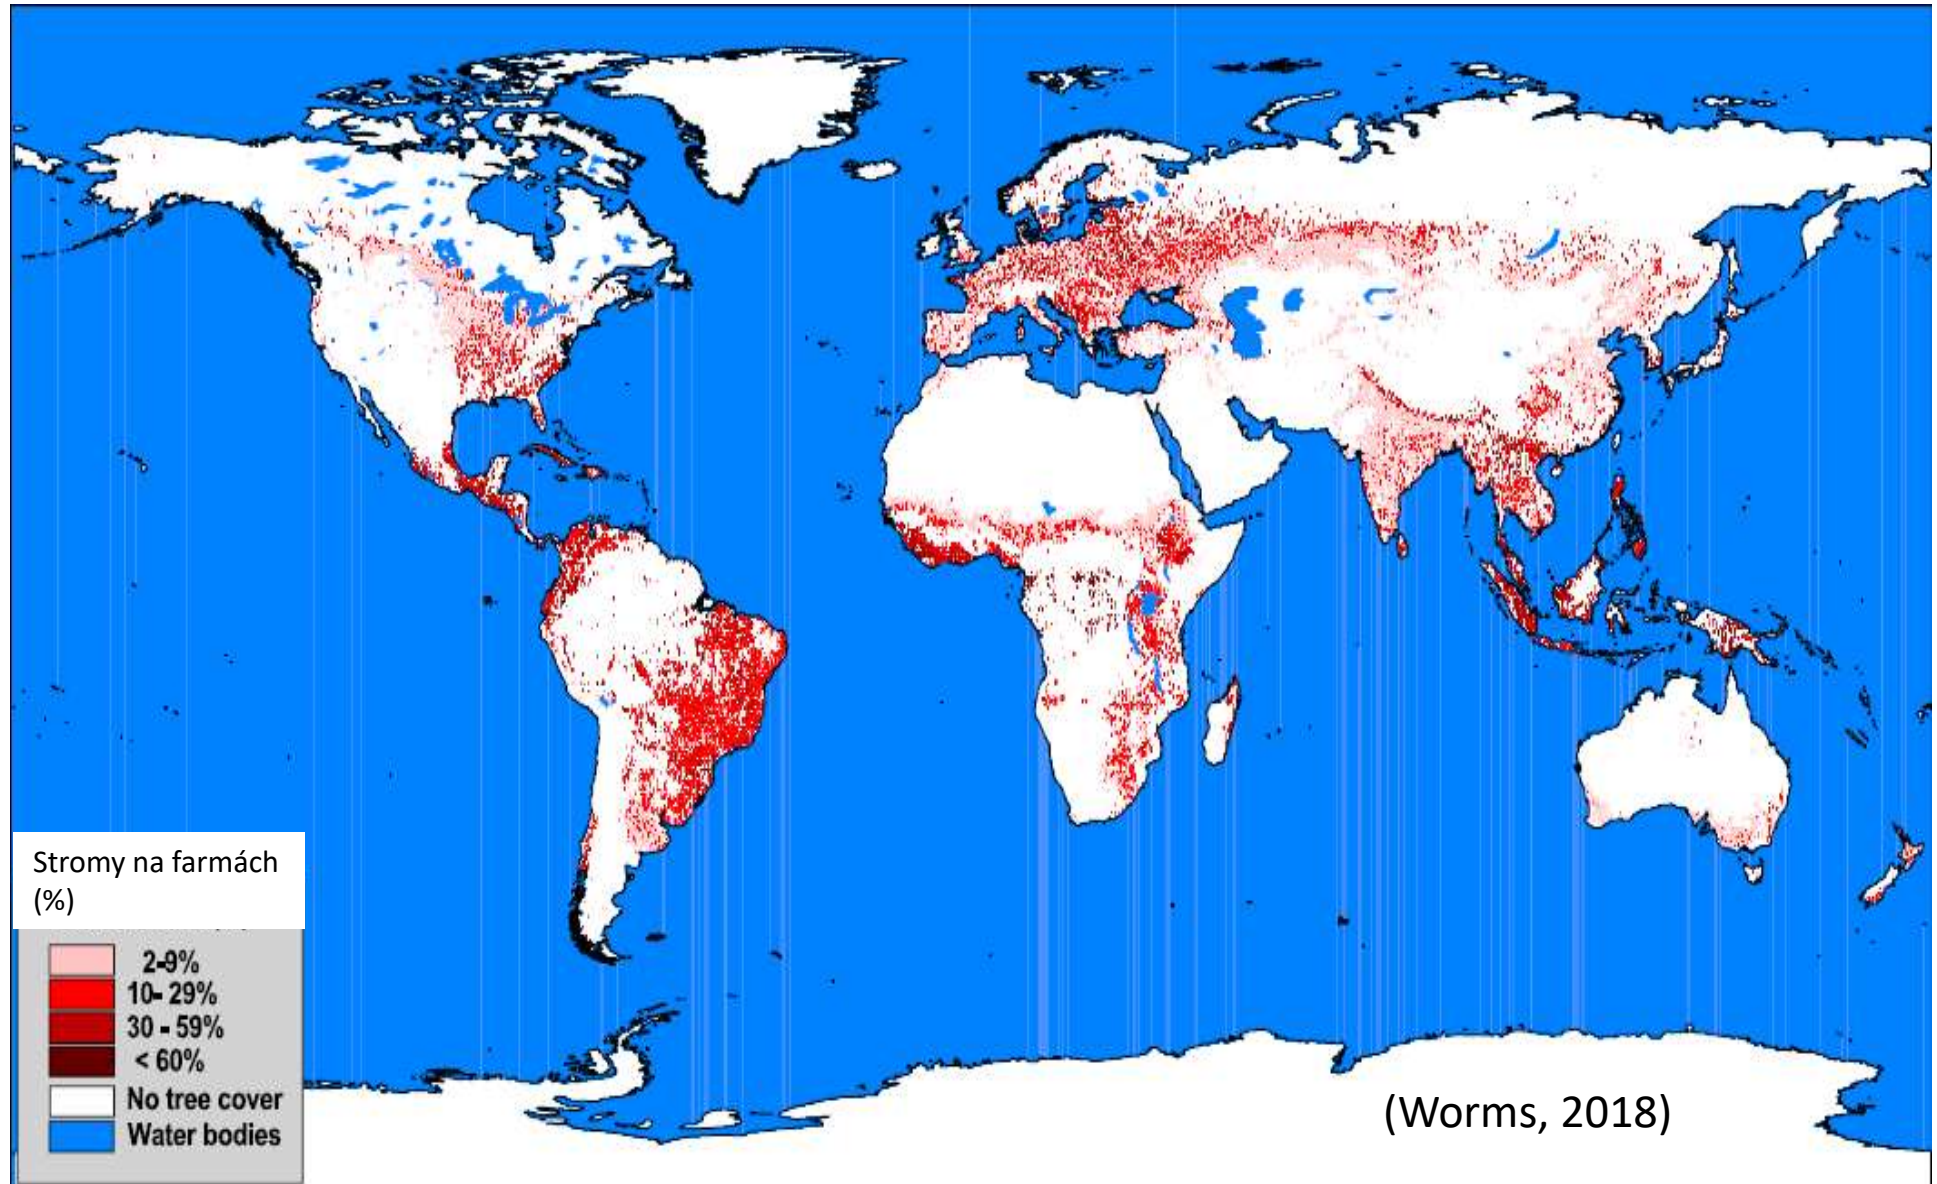 Stromy na farmách
(%)
2-9%
10- 29%
30 - 59%
< 60%
No tree cover
Water bodies
(Worms, 2018)